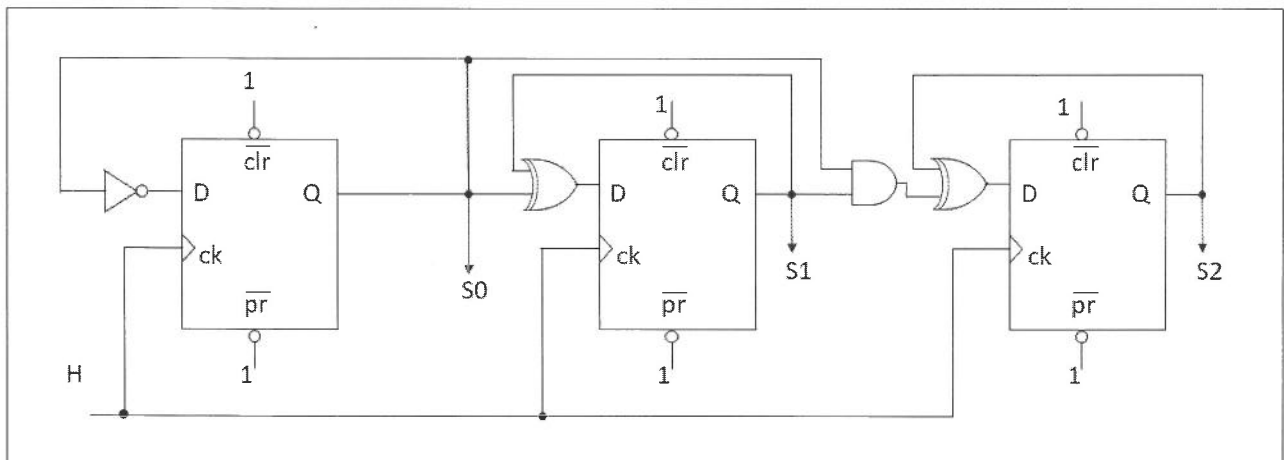 1 1 1
clr clr clr
D Q D Q D Q
ck ck ck
S0 S1 S2
pr pr pr
1 1 1
H